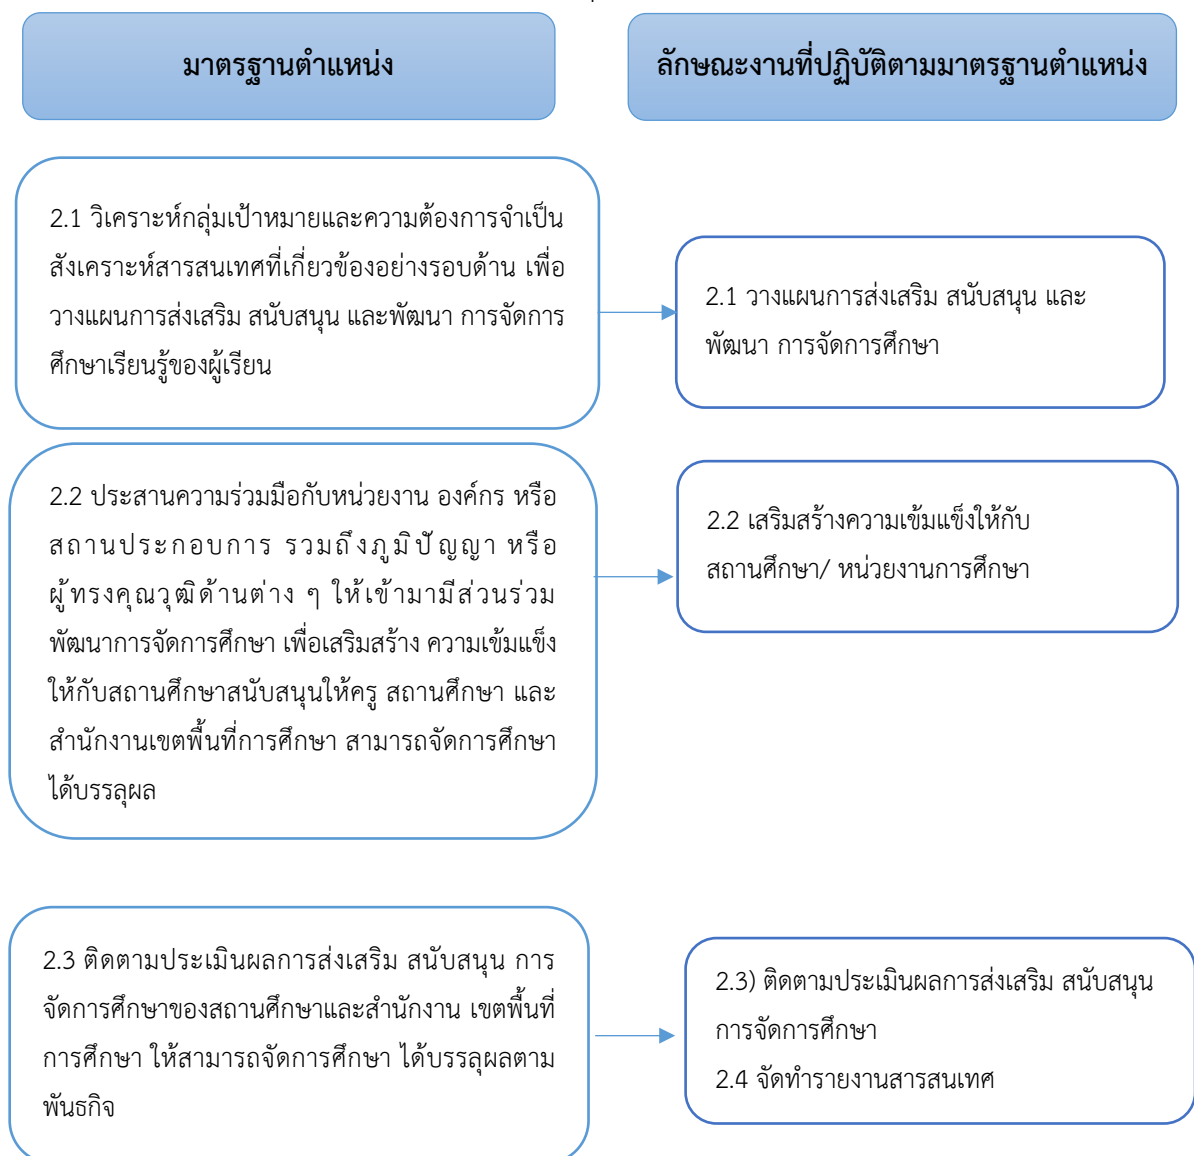 มาตรฐานตำแหน่ง
ลักษณะงานที่ปฏิบัติตามมาตรฐานตำแหน่ง
2.1 วิเคราะห์กลุ่มเป้าหมายและความต้องการจำเป็น
สังเคราะห์สารสนเทศที่เกี่ยวข้องอย่างรอบด้าน เพื่อ
วางแผนการส่งเสริม สนับสนุน และพัฒนา การจัดการ
ศึกษาเรียนรู้ของผู้เรียน
2.1 วางแผนการส่งเสริม สนับสนุน และ
พัฒนา การจัดการศึกษา
2.2 ประสานความร่วมมือกับหน่วยงาน องค์กร หรือ
สถานประกอบการ รวมถึงภูมิปัญญา หรือ
ผู้ทรงคุณวุฒิด้านต่าง ๆ ให้เข้ามามีส่วนร่วม
พัฒนาการจัดการศึกษา เพื่อเสริมสร้าง ความเข้มแข็ง
ให้กับสถานศึกษาสนับสนุนให้ครู สถานศึกษา และ
สำนักงานเขตพื้นที่การศึกษา สามารถจัดการศึกษา
ได้บรรลุผล
2.2 เสริมสร้างความเข้มแข็งให้กับ
สถานศึกษา/ หน่วยงานการศึกษา
2.3 ติดตามประเมินผลการส่งเสริม สนับสนุน การ
จัดการศึกษาของสถานศึกษาและสำนักงาน เขตพื้นที่
การศึกษา ให้สามารถจัดการศึกษา ได้บรรลุผลตาม
พันธกิจ
2.3) ติดตามประเมินผลการส่งเสริม สนับสนุน
การจัดการศึกษา
2.4 จัดทำรายงานสารสนเทศ